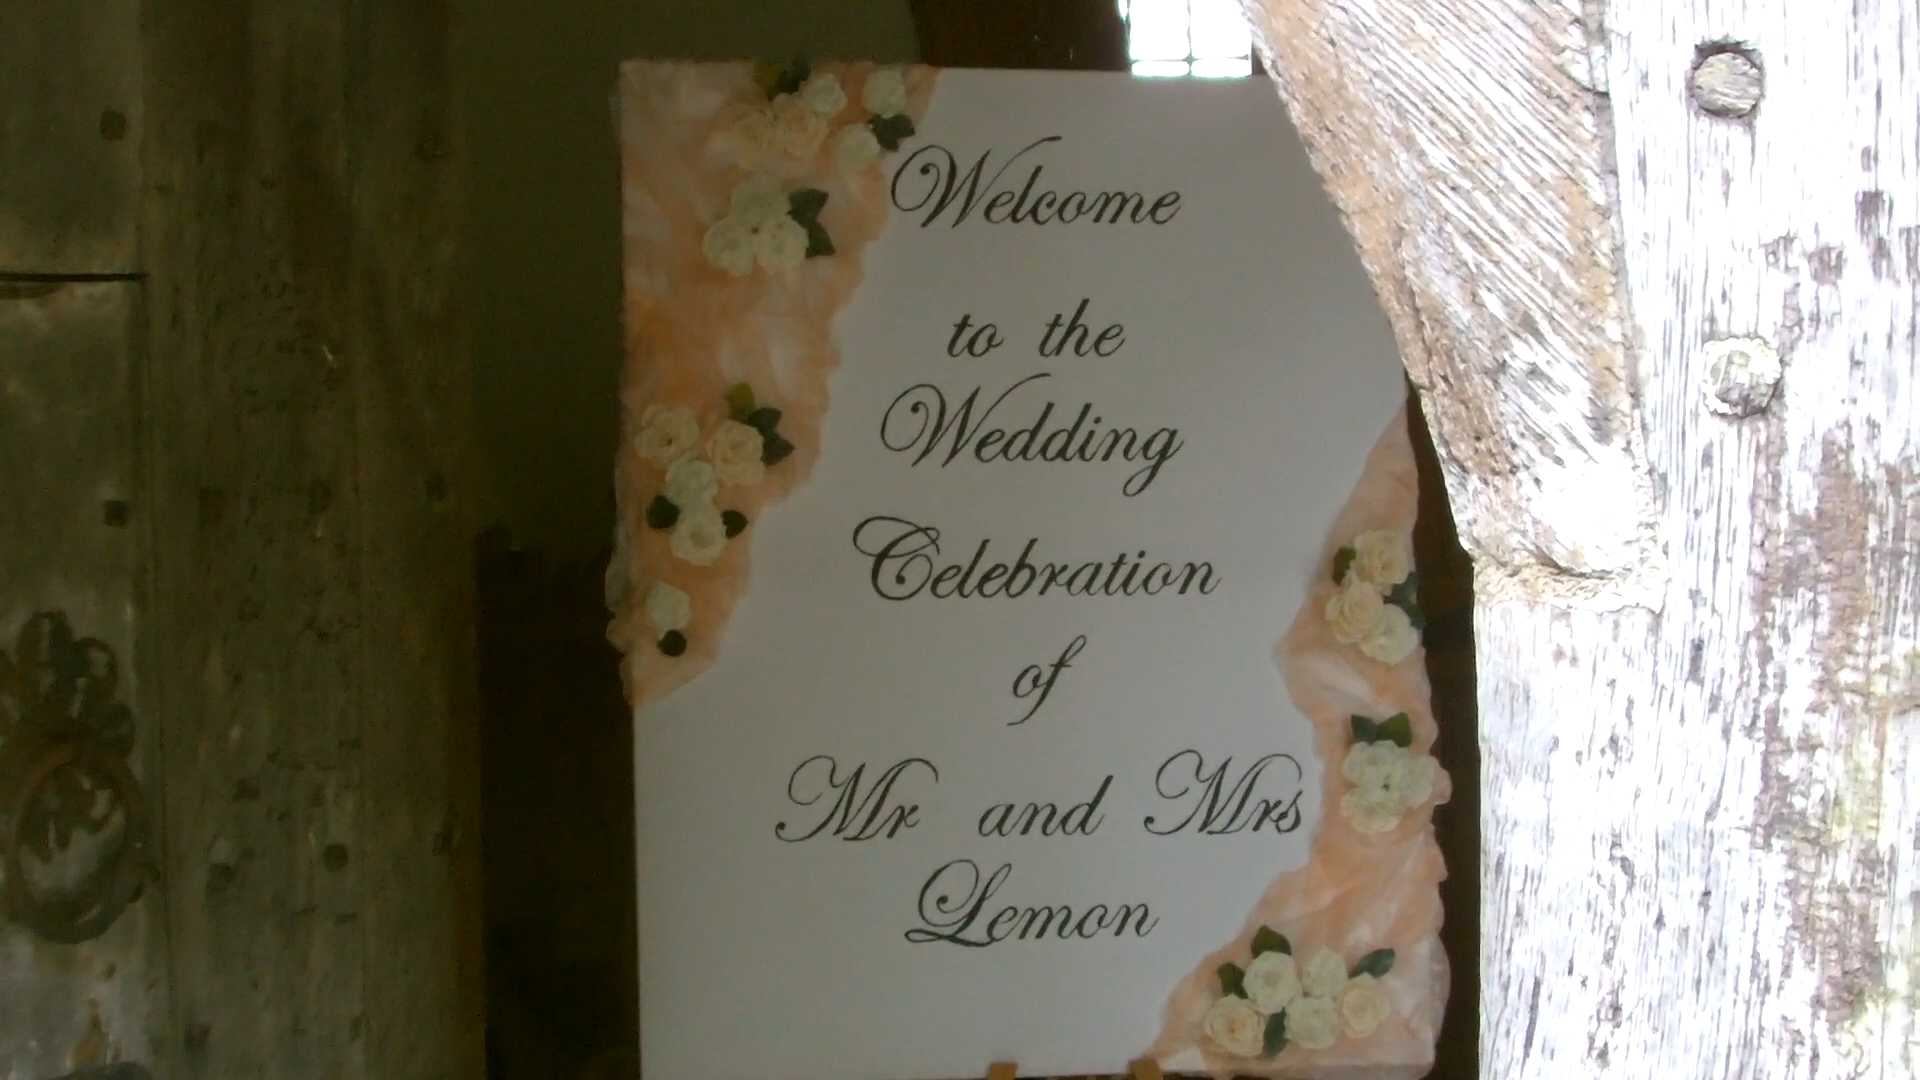 Welcome
to the
Wedding
Celebration
of
Mr and Mrs
Lemon